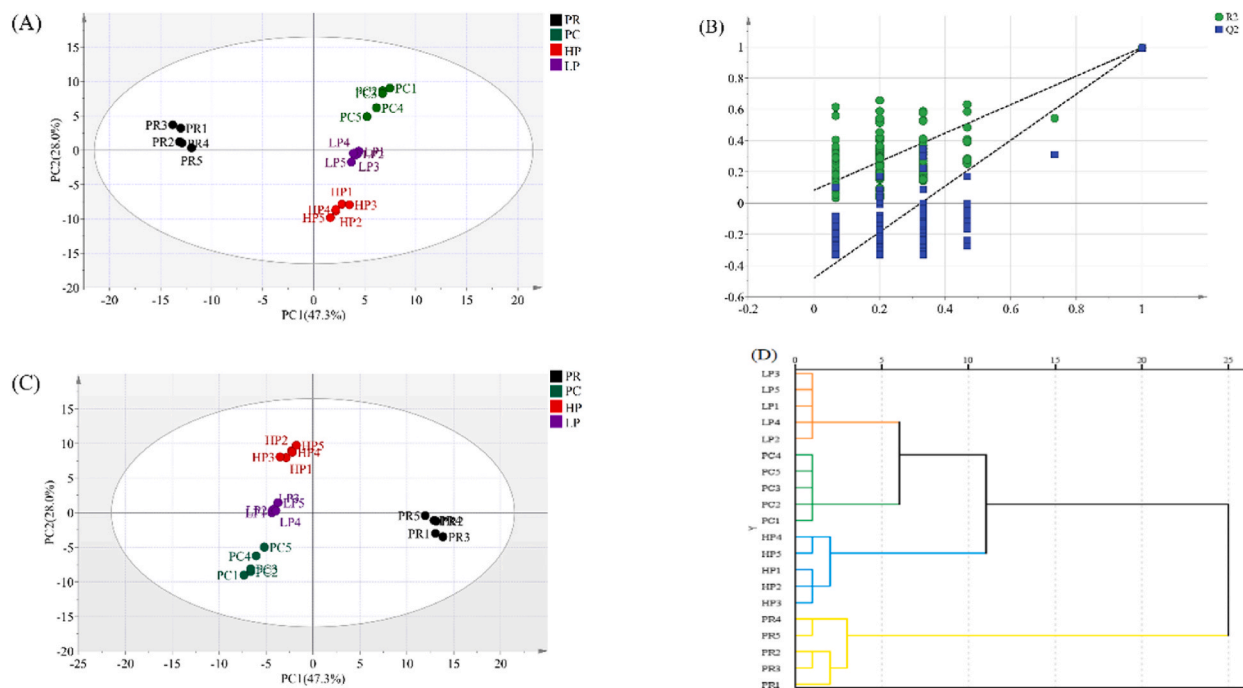 (A)
PR
PC
HP
LP
15
10
5
0
-5
-10
-15
-20
PC2(28.0%)
PC1
PC4
PC5
PR3
PR1
PR2
PR4
PR5
LP4
LP1
LP2
LP5
LP3
HP1
HP4
HP3
HP5
HP2
-20
-15
-10
-5
0
5
10
15
20
PC1(47.3%)
(B)
R2
Q2
1
0.8
0.6
0.4
0.2
0
-0.2
-0.4
-0.6
0
0.2
0.4
0.6
0.8
1
(C)
PR
PC
HP
LP
15
10
5
0
-5
-10
-15
-20
PC2(28.0%)
HP2
HP5
HP4
HP3
HP1
LP3
LP5
LP4
PR5
PR1
PR3
PC5
PC4
PC1
PC2
-25
-20
-15
-10
-5
0
5
10
15
20
25
PC1(47.3%)
(D)
0
5
10
15
20
25
LP3
LP5
LP1
LP4
LP2
PC4
PC5
PC3
PC2
PC1
HP4
HP5
HP1
HP2
HP3
PR4
PR5
PR2
PR3
PR1
Y